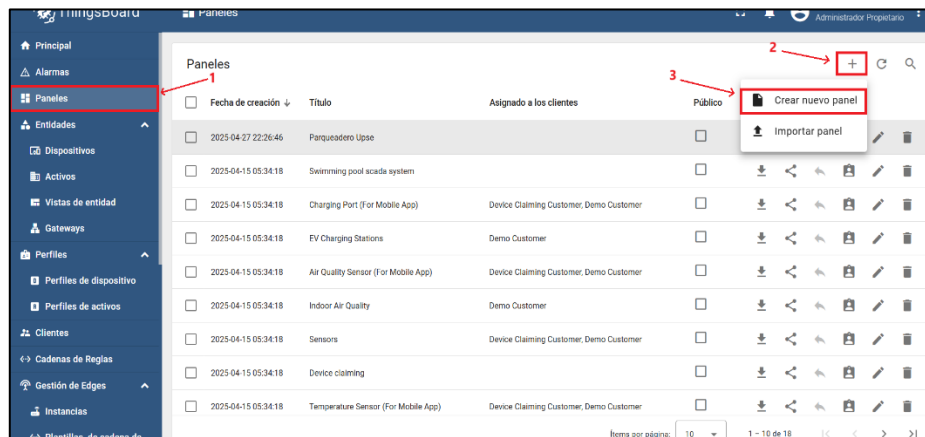 ThingsBoard
Paneles
Administrador Propietario
Principal
Alarmas
Paneles
Entidades
Dispositivos
Activos
Vistas de entidad
Gateways
Perfiles
Perfiles de dispositivo
Perfiles de activos
Clientes
Cadenas de Reglas
Gestión de Edges
Instancias
Plantillas de cadena de
1
2
3
Paneles
Crear nuevo panel
Importar panel
Fecha de creación Título Asignado a los clientes Público
2025-04-27 22:26:46 Parqueadero Upse
2025-04-15 05:34:18 Swimming pool scada system
2025-04-15 05:34:18 Charging Port (For Mobile App) Device Claiming Customer, Demo Customer
2025-04-15 05:34:18 EV Charging Stations Demo Customer
2025-04-15 05:34:18 Air Quality Sensor (For Mobile App) Device Claiming Customer, Demo Customer
2025-04-15 05:34:18 Indoor Air Quality Demo Customer
2025-04-15 05:34:18 Sensors Device Claiming Customer, Demo Customer
2025-04-15 05:34:18 Device claiming
2025-04-15 05:34:18 Temperature Sensor (For Mobile App) Device Claiming Customer, Demo Customer
Ítems por página: 10 1 – 10 de 18